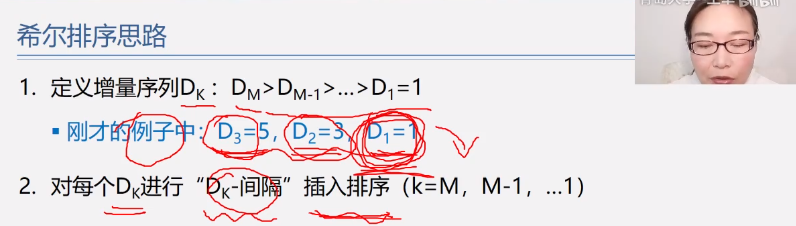 希尔排序思路
1. 定义增量序列Dₖ：D_M>D_M-1>…>D₁=1
▪ 刚才的例子中：D₃=5，D₂=3，D₁=1
2. 对每个Dₖ进行“Dₖ-间隔”插入排序（k=M，M-1，…1）